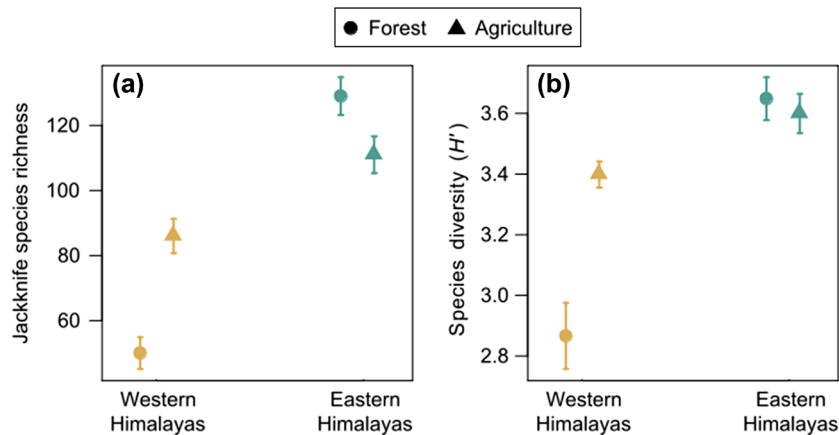 Forest Agriculture
(a)
Jackknife species richness
120
100
80
60
Western
Himalayas
Eastern
Himalayas
(b)
Species diversity (H')
3.6
3.4
3.2
3.0
2.8
Western
Himalayas
Eastern
Himalayas